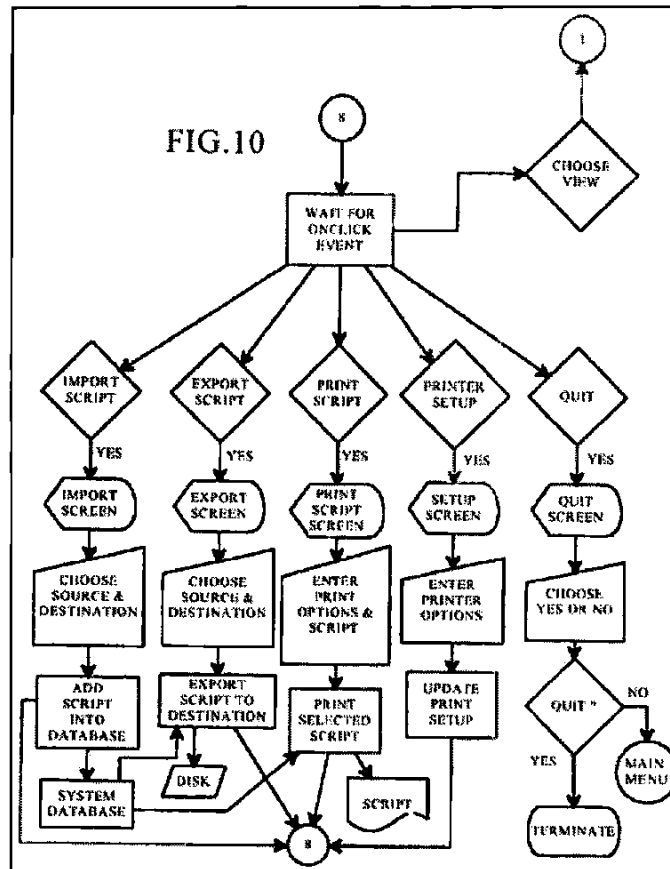 1
8
FIG.10
CHOOSE
VIEW
WAIT FOR
ONCLICK
EVENT
IMPORT
SCRIPT
EXPORT
SCRIPT
PRINT
SCRIPT
PRINTER
SETUP
QUIT
YES
YES
YES
YES
YES
IMPORT
SCREEN
EXPORT
SCREEN
PRINT
SCRIPT
SCREEN
SETUP
SCREEN
QUIT
SCREEN
CHOOSE
SOURCE &
DESTINATION
CHOOSE
SOURCE &
DESTINATION
ENTER
PRINT
OPTIONS &
SCRIPT
ENTER
PRINTER
OPTIONS
CHOOSE
YES OR NO
ADD
SCRIPT
INTO
DATABASE
EXPORT
SCRIPT TO
DESTINATION
PRINT
SELECTED
SCRIPT
UPDATE
PRINT
SETUP
QUIT
NO
YES
MAIN
MENU
SYSTEM
DATABASE
DISK
SCRIPT
8
TERMINATE